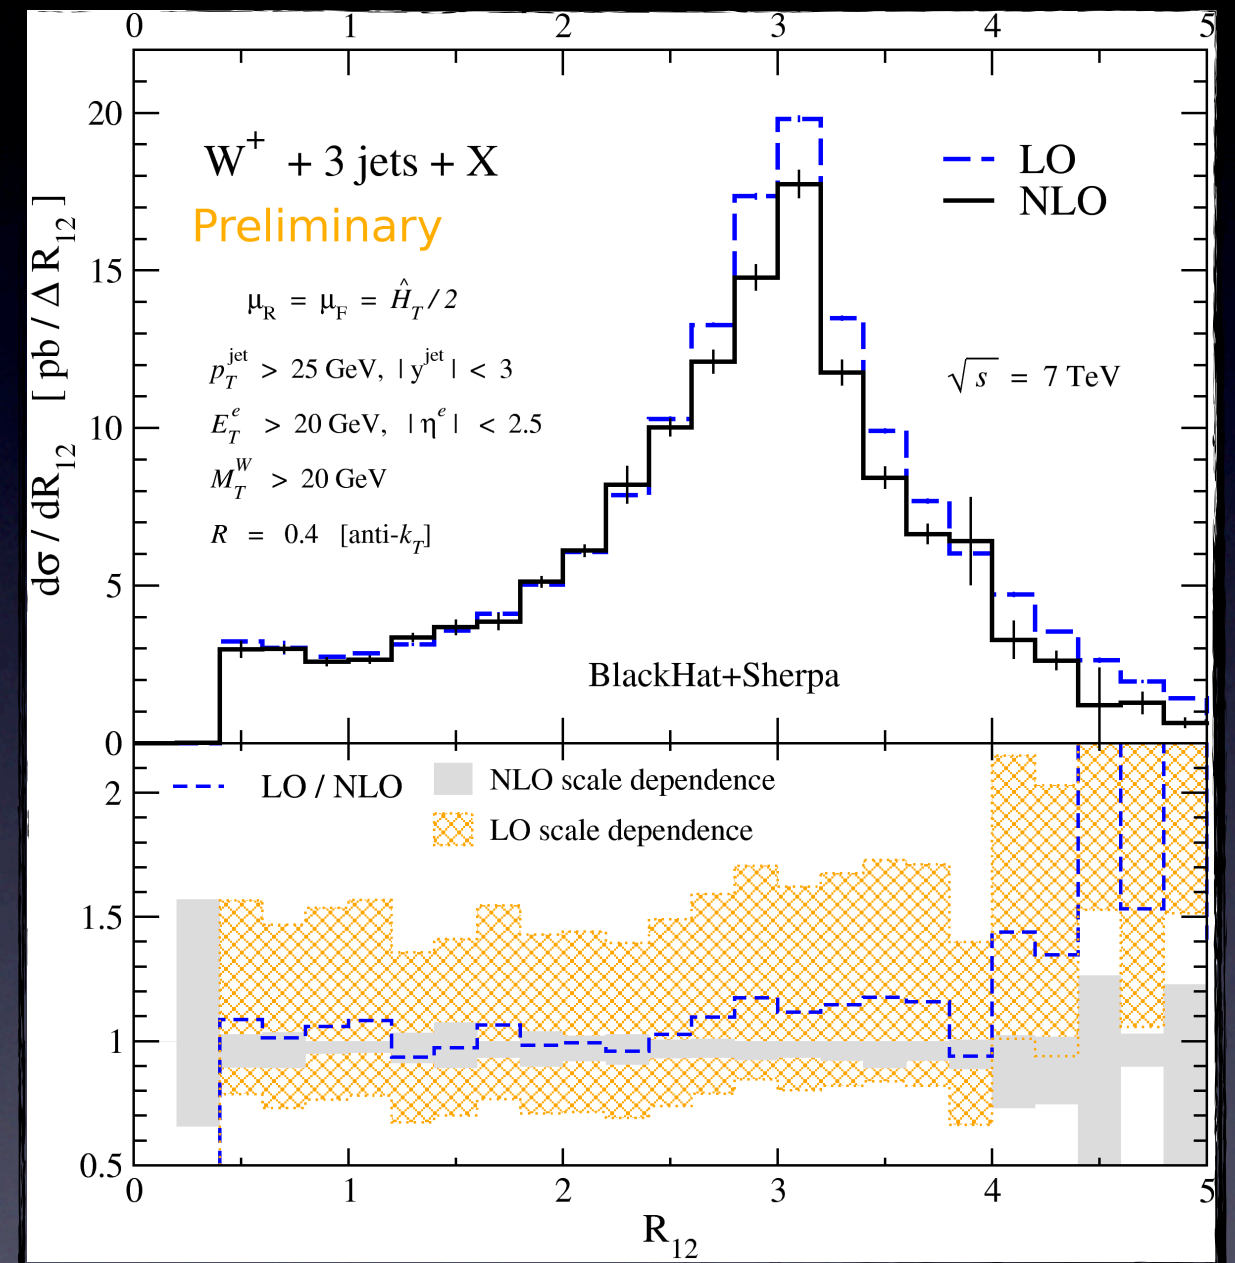 0 1 2 3 4 5
20
W+ + 3 jets + X
LO
NLO
Preliminary
15
μR = μF = ĤT / 2
pTjet > 25 GeV, | yjet | < 3
√s = 7 TeV
ETe > 20 GeV, | ηe | < 2.5
10
MTW > 20 GeV
R = 0.4 [anti-kT]
dσ / dR12 [ pb / Δ R12 ]
5
BlackHat+Sherpa
0
LO / NLO
NLO scale dependence
2
LO scale dependence
1.5
1
0.5
0 1 2 3 4 5
R12